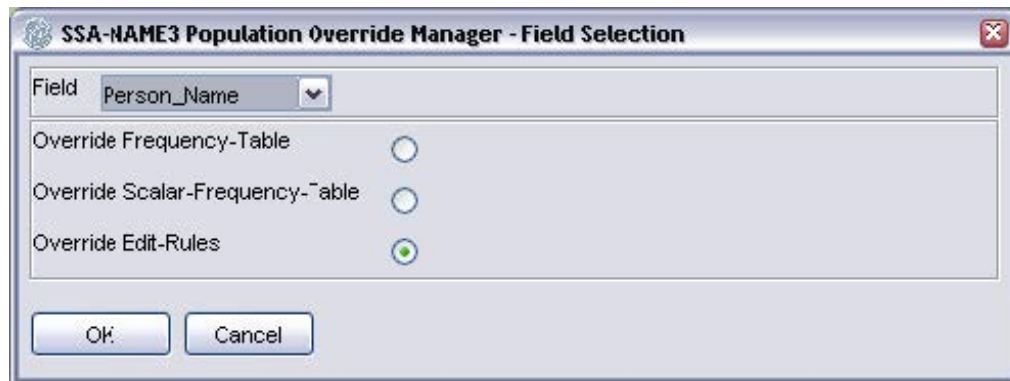 SSA-NAME3 Population Override Manager - Field Selection
Field Person_Name
Override Frequency-Table
Override Scalar-Frequency-Table
Override Edit-Rules
OK Cancel